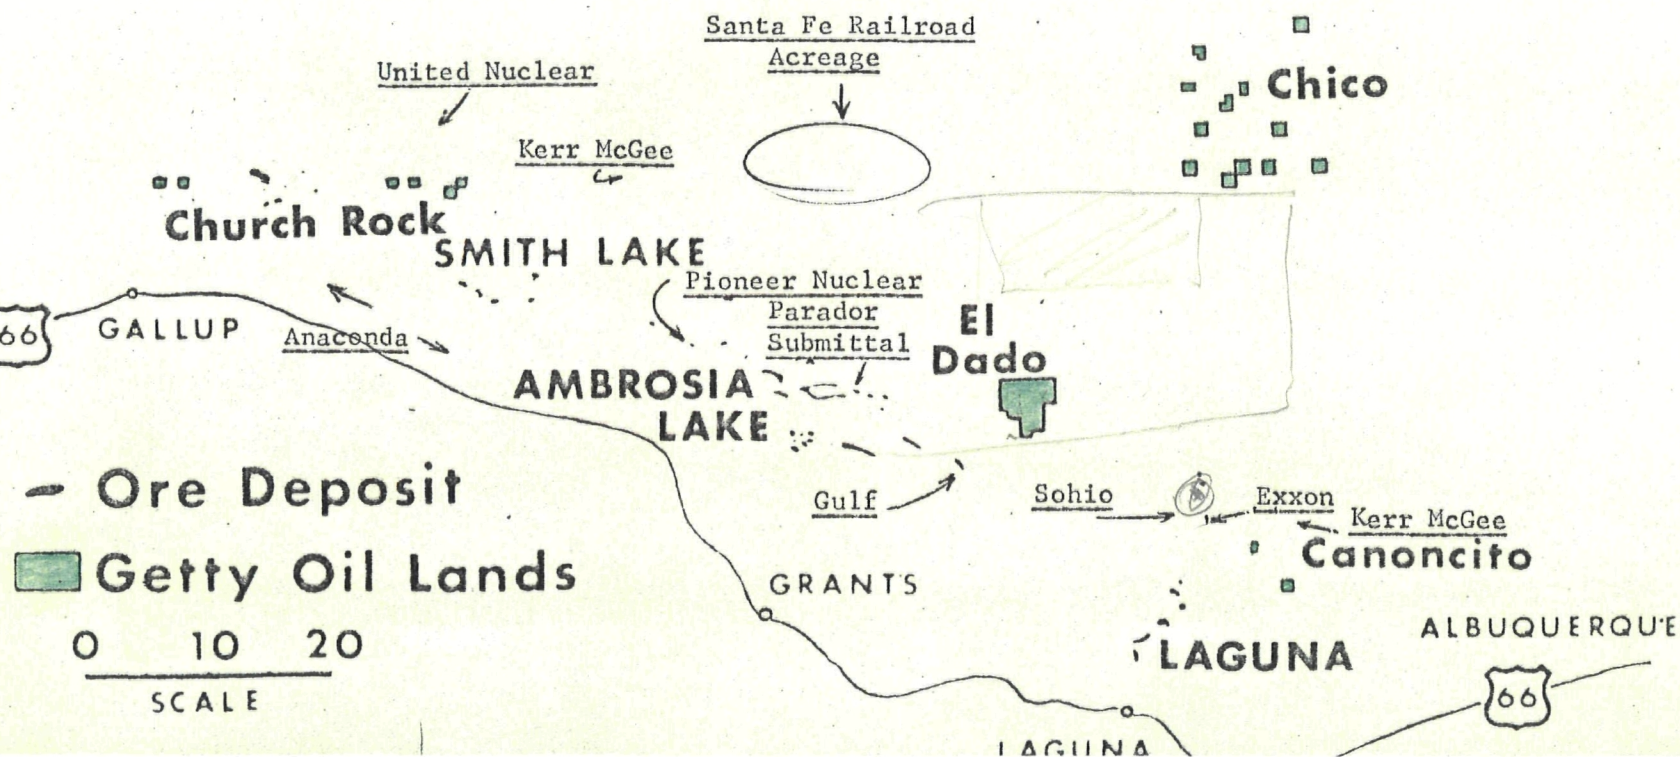 Santa Fe Railroad
Acreage
United Nuclear
Chico
Kerr McGee
Church Rock
SMITH LAKE
Pioneer Nuclear
Parador
Submittal
El
Dado
66
GALLUP
Anaconda
AMBROSIA
LAKE
Ore Deposit
Gulf
Sohio
Exxon
Kerr McGee
Canoncito
Getty Oil Lands
GRANTS
0 10 20
SCALE
ALBUQUERQUE
LAGUNA
66
LAGUNA